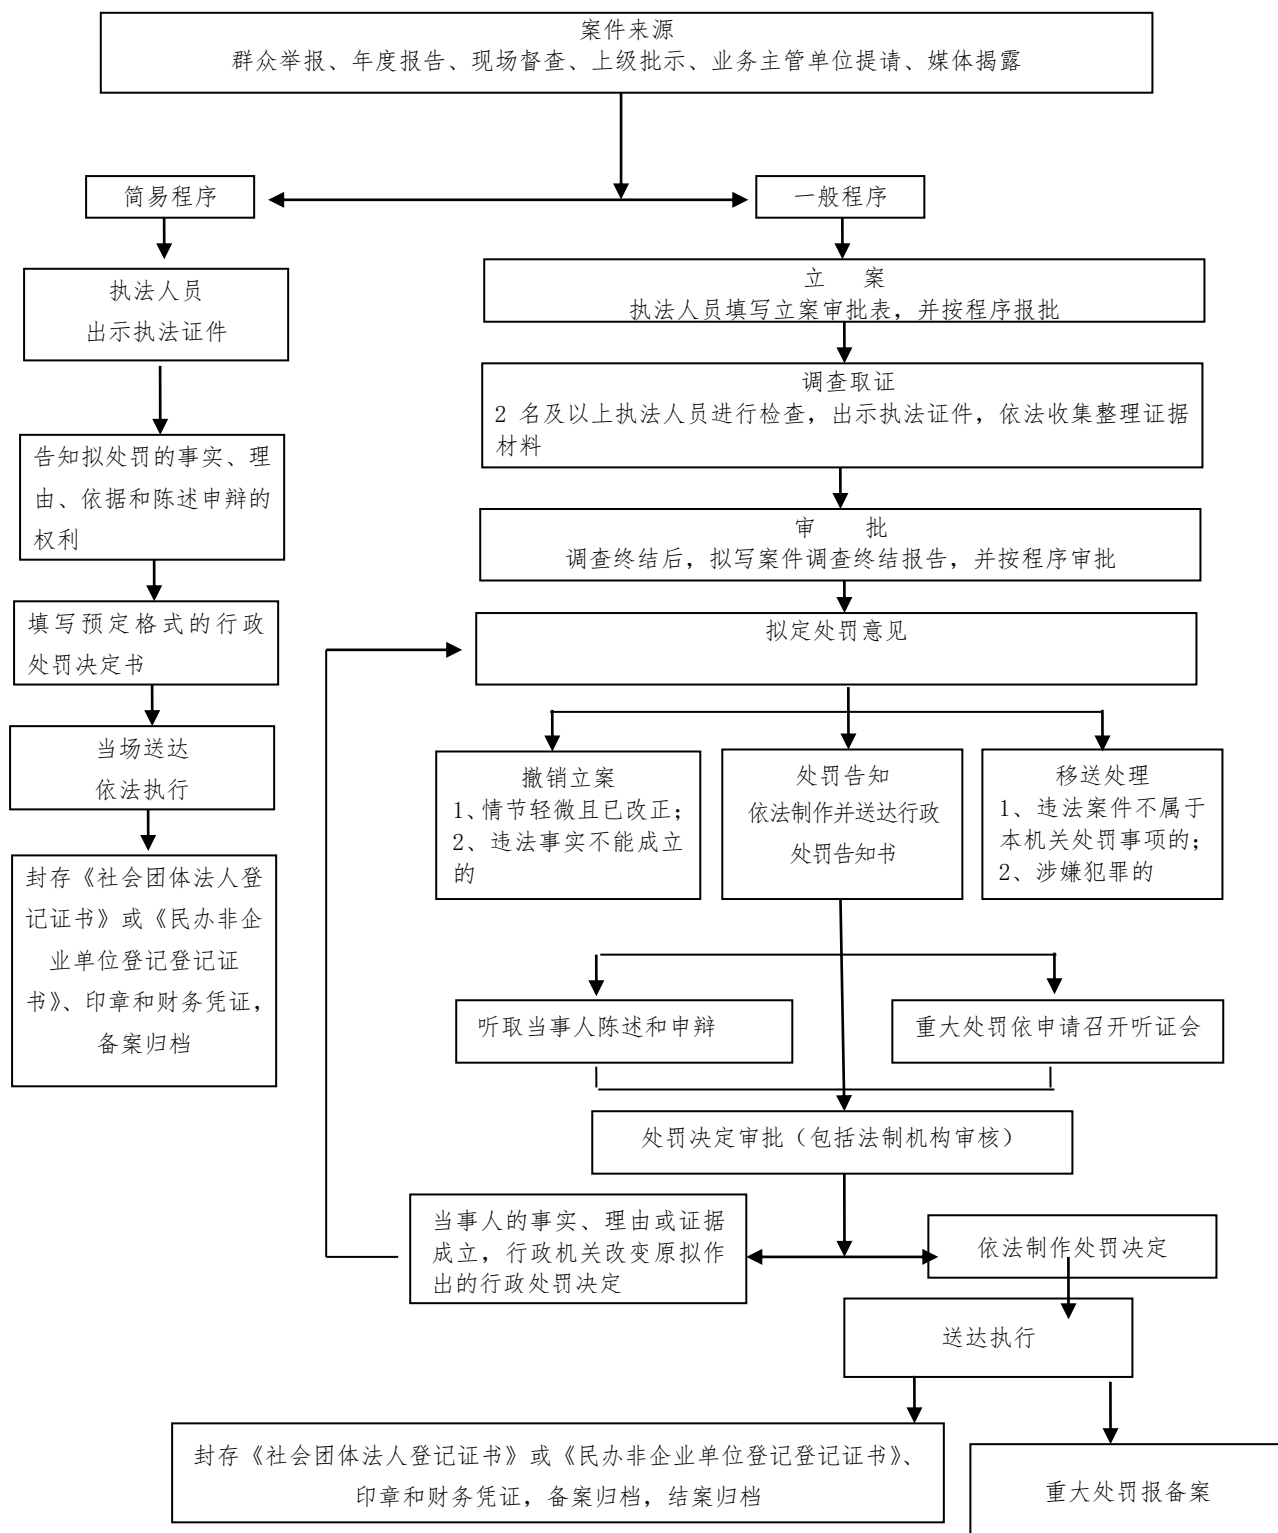 案件来源
群众举报、年度报告、现场督查、上级批示、业务主管单位提请、媒体揭露
简易程序
一般程序
执法人员
出示执法证件
立 案
执法人员填写立案审批表，并按程序报批
调查取证
2 名及以上执法人员进行检查，出示执法证件，依法收集整理证据
材料
告知拟处罚的事实、理
由、依据和陈述申辩的
权利
审 批
调查终结后，拟写案件调查终结报告，并按程序审批
填写预定格式的行政
处罚决定书
拟定处罚意见
当场送达
依法执行
撤销立案
1、情节轻微且已改正；
2、违法事实不能成立
的
处罚告知
依法制作并送达行政
处罚告知书
移送处理
1、违法案件不属于
本机关处罚事项的；
2、涉嫌犯罪的
封存《社会团体法人登
记证书》或《民办非企
业单位登记登记证
书》、印章和财务凭证，
备案归档
听取当事人陈述和申辩
重大处罚依申请召开听证会
处罚决定审批（包括法制机构审核）
当事人的事实、理由或证据
成立，行政机关改变原拟作
出的行政处罚决定
依法制作处罚决定
送达执行
封存《社会团体法人登记证书》或《民办非企业单位登记登记证书》、
印章和财务凭证，备案归档，结案归档
重大处罚报备案